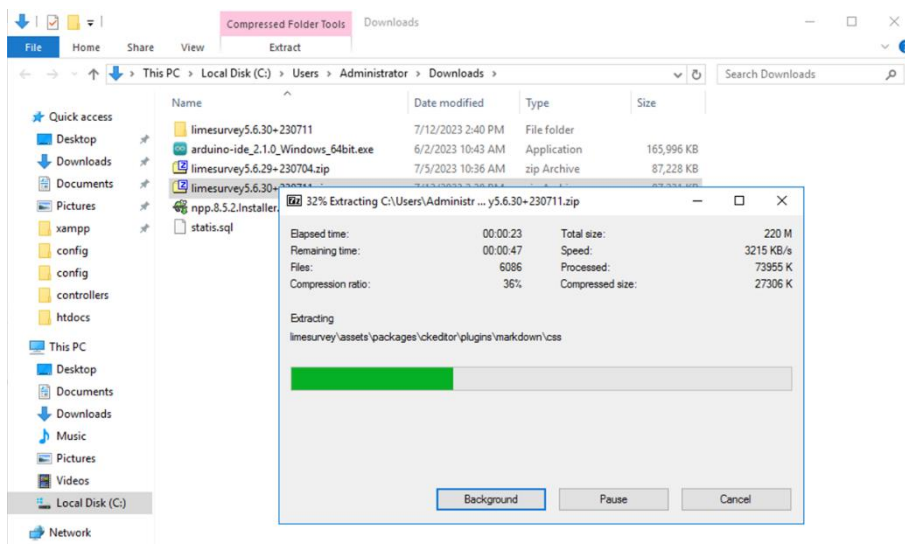 Compressed Folder Tools Downloads
File Home Share View Extract
This PC > Local Disk (C:) > Users > Administrator > Downloads > Search Downloads
Name Date modified Type Size
Quick access
Desktop
Downloads
Documents
Pictures
xampp
config
config
controllers
htdocs
This PC
Desktop
Documents
Downloads
Music
Pictures
Videos
Local Disk (C:)
Network
limesurvey5.6.30+230711 7/12/2023 2:40 PM File folder
arduino-ide_2.1.0_Windows_64bit.exe 6/2/2023 10:43 AM Application 165,996 KB
limesurvey5.6.29+230704.zip 7/5/2023 10:36 AM zip Archive 87,228 KB
limesurvey5.6.30+
npp.8.5.2.Installer.
statis.sql
32% Extracting C:\Users\Administr ... y5.6.30+230711.zip
Elapsed time: 00:00:23 Total size: 220 M
Remaining time: 00:00:47 Speed: 3215 KB/s
Files: 6086 Processed: 73955 K
Compression ratio: 36% Compressed size: 27306 K
Extracting
limesurvey\assets\packages\ckeditor\plugins\markdown\css
Background Pause Cancel